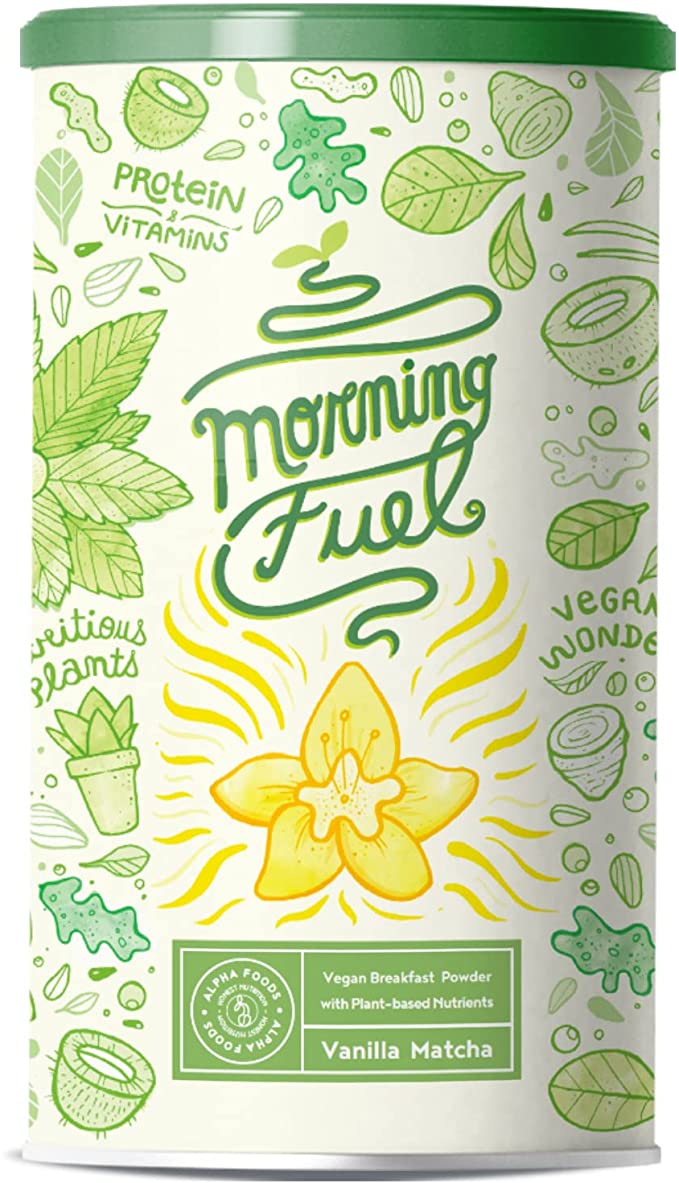 PROTEIN
&
VITAMINS
Morning
Fuel
Plants
VEGAN
Vegan Breakfast Powder
with Plant-based Nutrients
Vanilla Matcha
ALPHA FOODS • ALPHA FOODS •
HONEST NUTRITION • HONEST NUTRITION •